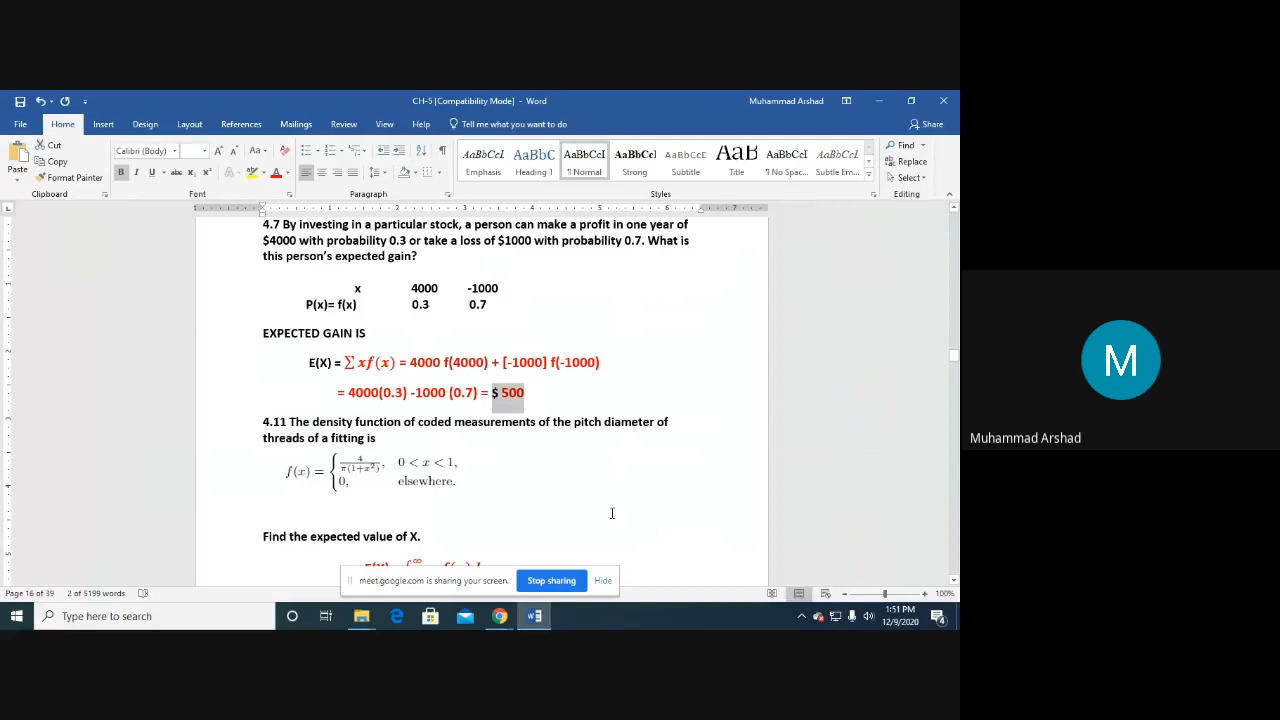 CH-5 [Compatibility Mode] - Word
Muhammad Arshad
File Home Insert Design Layout References Mailings Review View Help Tell me what you want to do Share
Cut
Copy
Format Painter
Paste
Clipboard
Calibri (Body)
Font
Paragraph
AaBbCcI AaBbC AaBbCcI AaBbCcI AaBbCcD AaB AaBbCcI AaBbCcI
Emphasis Heading 1 ¶ Normal Strong Subtitle Title ¶ No Spac... Subtle Em...
Styles
Find
Replace
Select
Editing
4.7 By investing in a particular stock, a person can make a profit in one year of
$4000 with probability 0.3 or take a loss of $1000 with probability 0.7. What is
this person's expected gain?
x 4000 -1000
P(x)= f(x) 0.3 0.7
EXPECTED GAIN IS
E(X) = ∑ xf(x) = 4000 f(4000) + [-1000] f(-1000)
= 4000(0.3) -1000 (0.7) = $ 500
4.11 The density function of coded measurements of the pitch diameter of
threads of a fitting is
f(x) = { 4/π(1+x²), 0 < x < 1,
0, elsewhere.
Find the expected value of X.
meet.google.com is sharing your screen. Stop sharing Hide
Page 16 of 39 2 of 5199 words 100%
Type here to search
1:51 PM
12/9/2020
4
M
Muhammad Arshad